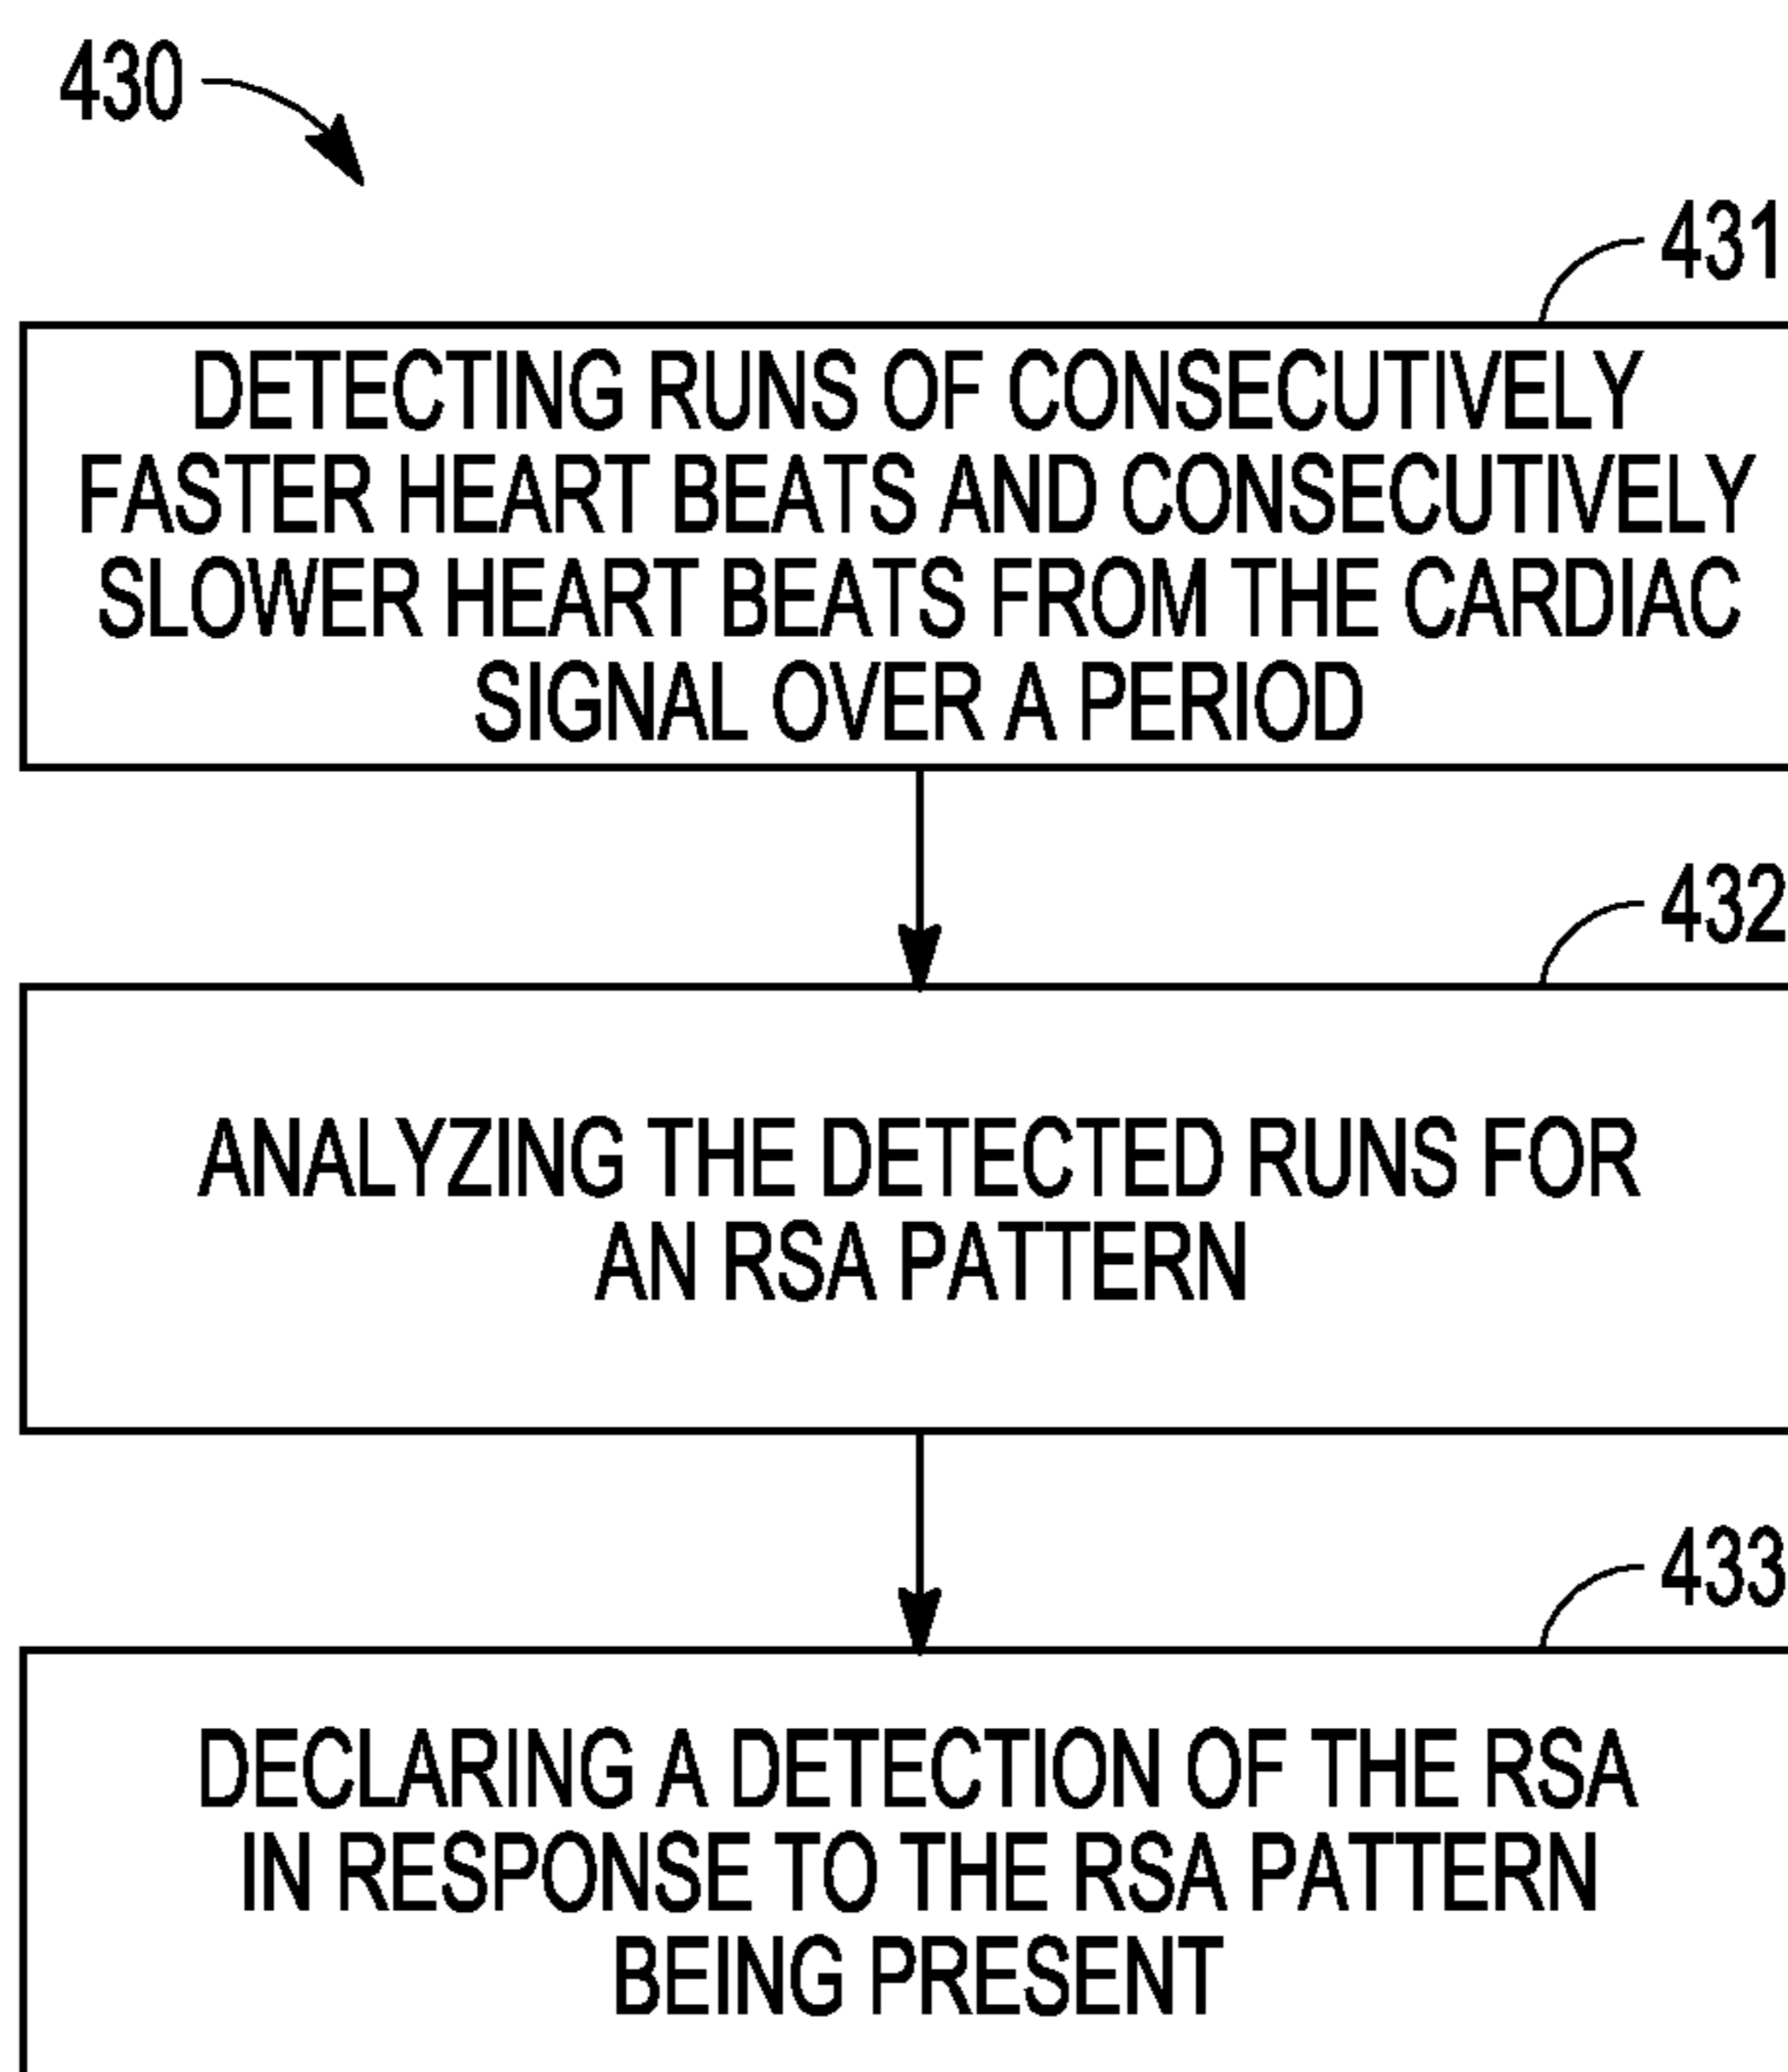 430
431
DETECTING RUNS OF CONSECUTIVELY
FASTER HEART BEATS AND CONSECUTIVELY
SLOWER HEART BEATS FROM THE CARDIAC
SIGNAL OVER A PERIOD
432
ANALYZING THE DETECTED RUNS FOR
AN RSA PATTERN
433
DECLARING A DETECTION OF THE RSA
IN RESPONSE TO THE RSA PATTERN
BEING PRESENT